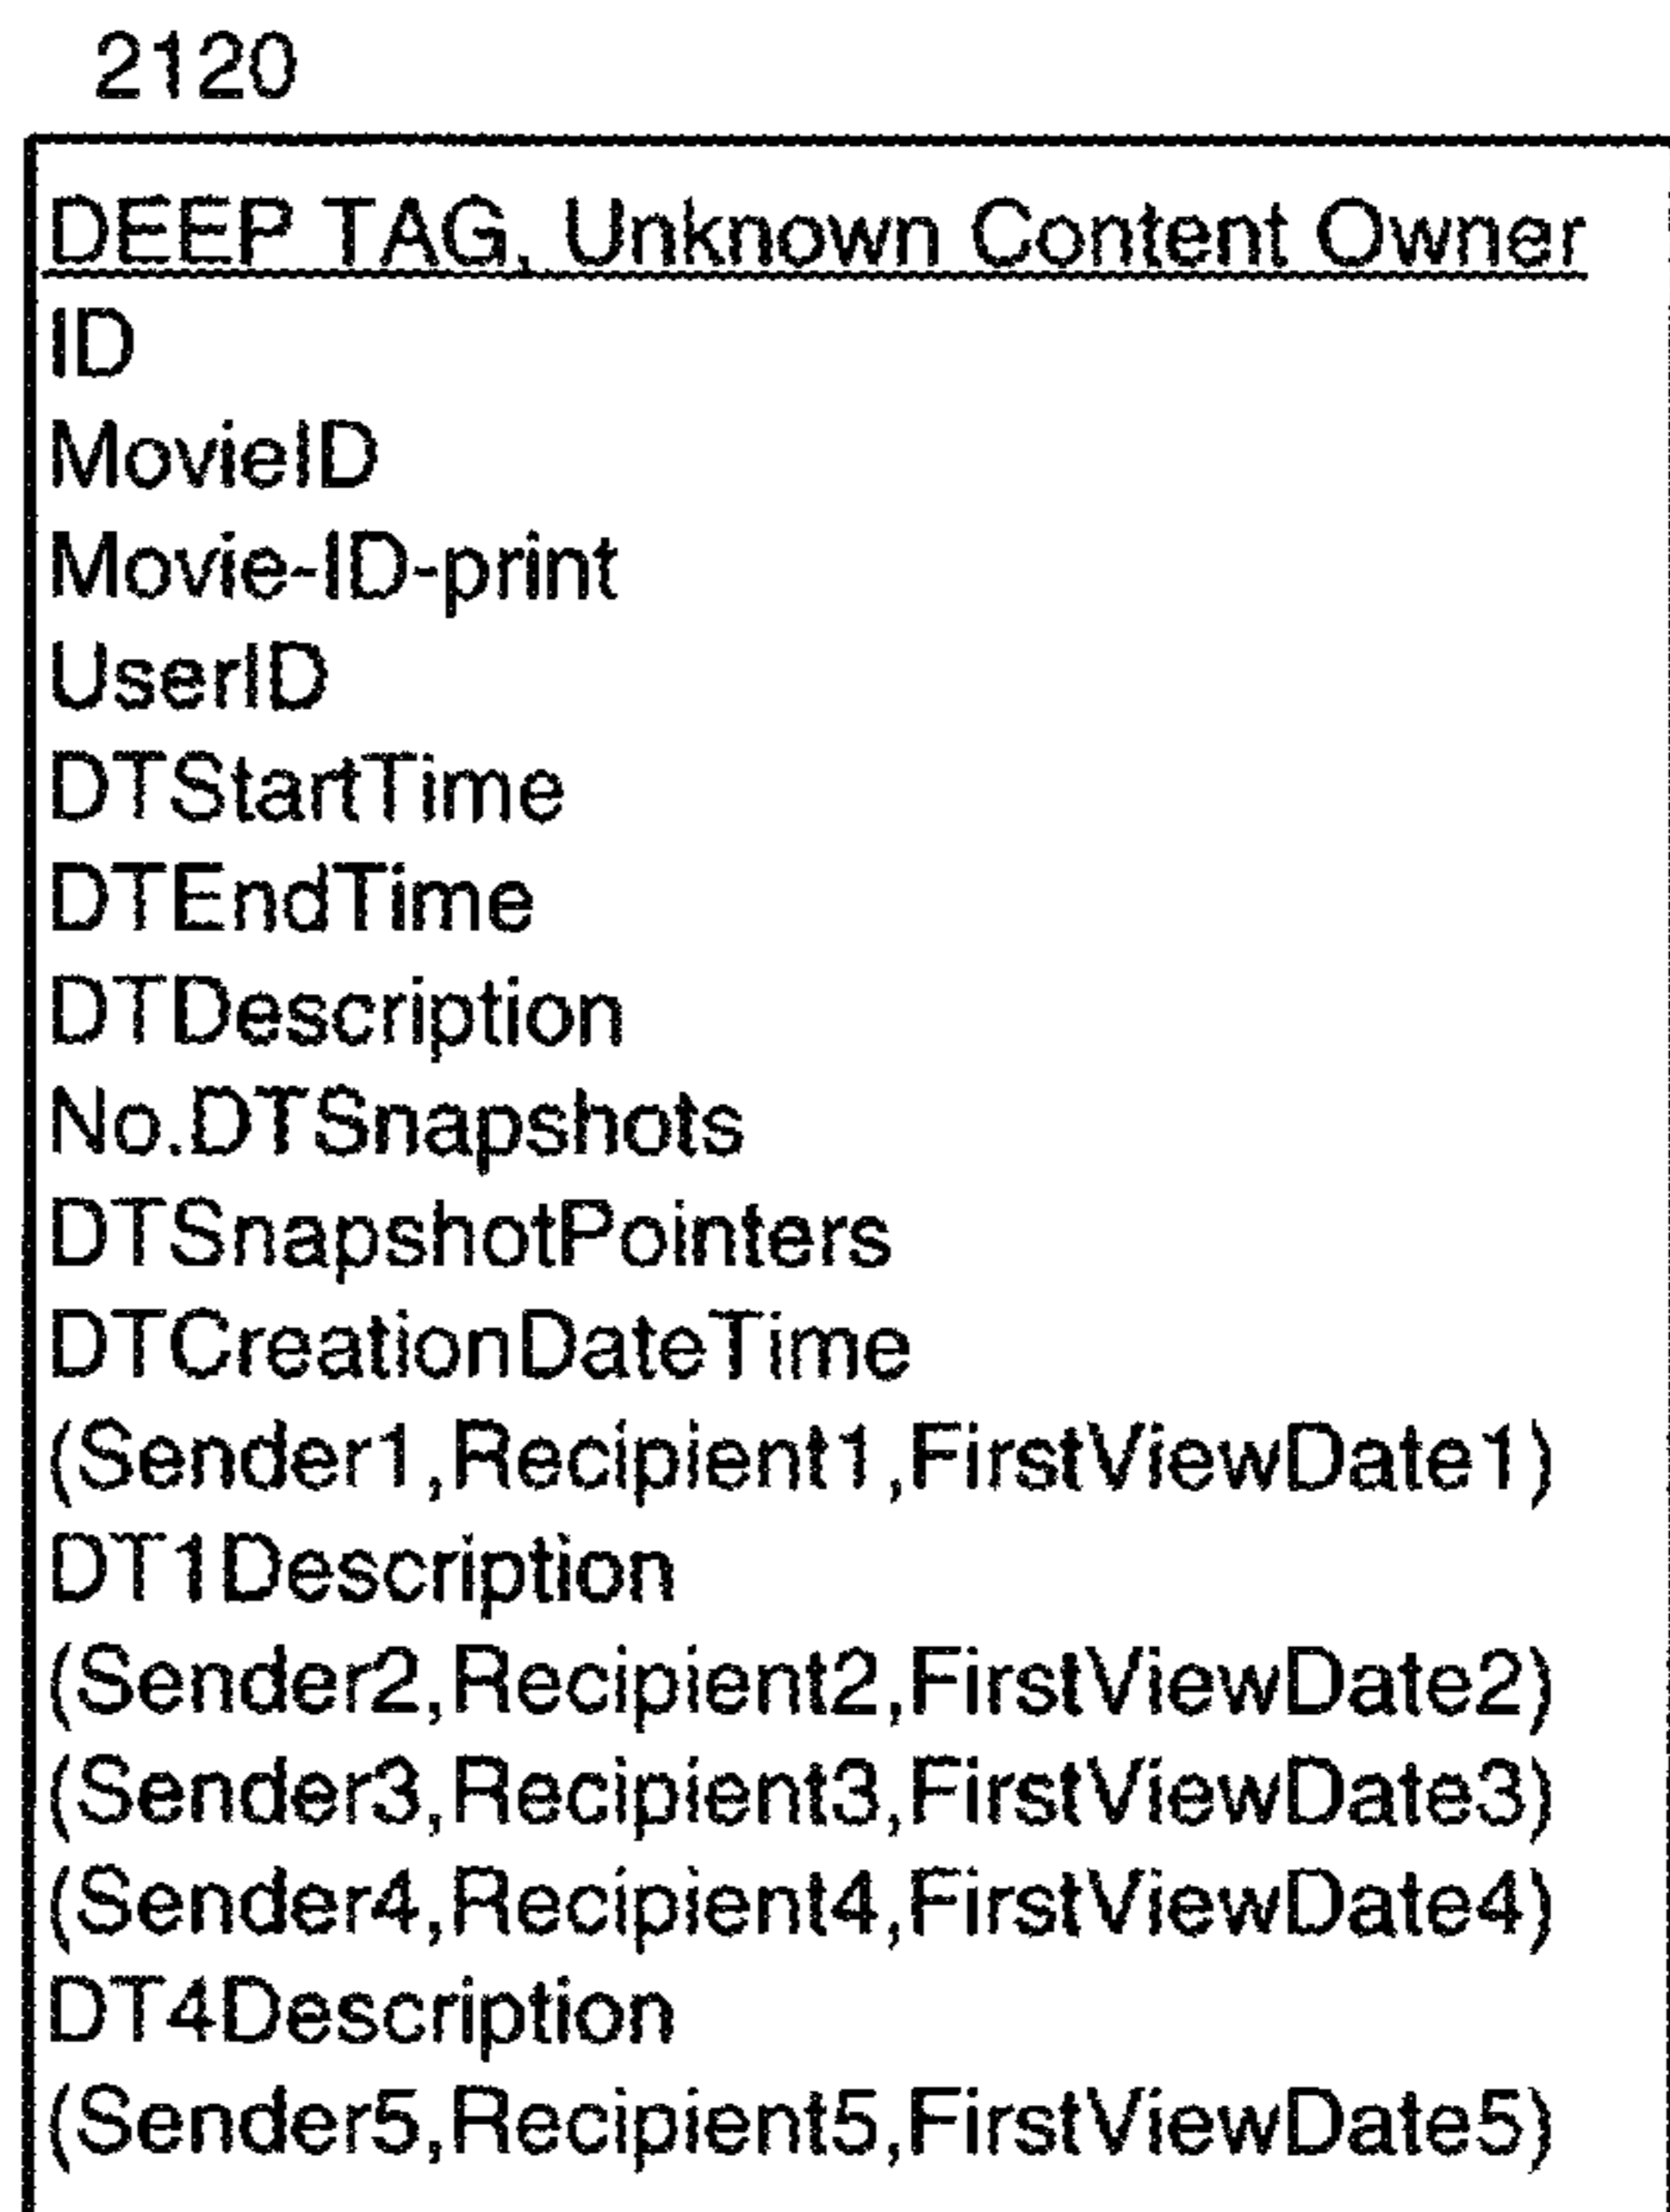 2120
DEEP TAG, Unknown Content Owner
ID
MovieID
Movie-ID-print
UserID
DTStartTime
DTEndTime
DTDescription
No.DTSnapshots
DTSnapshotPointers
DTCreationDateTime
(Sender1,Recipient1,FirstViewDate1)
DT1Description
(Sender2,Recipient2,FirstViewDate2)
(Sender3,Recipient3,FirstViewDate3)
(Sender4,Recipient4,FirstViewDate4)
DT4Description
(Sender5,Recipient5,FirstViewDate5)